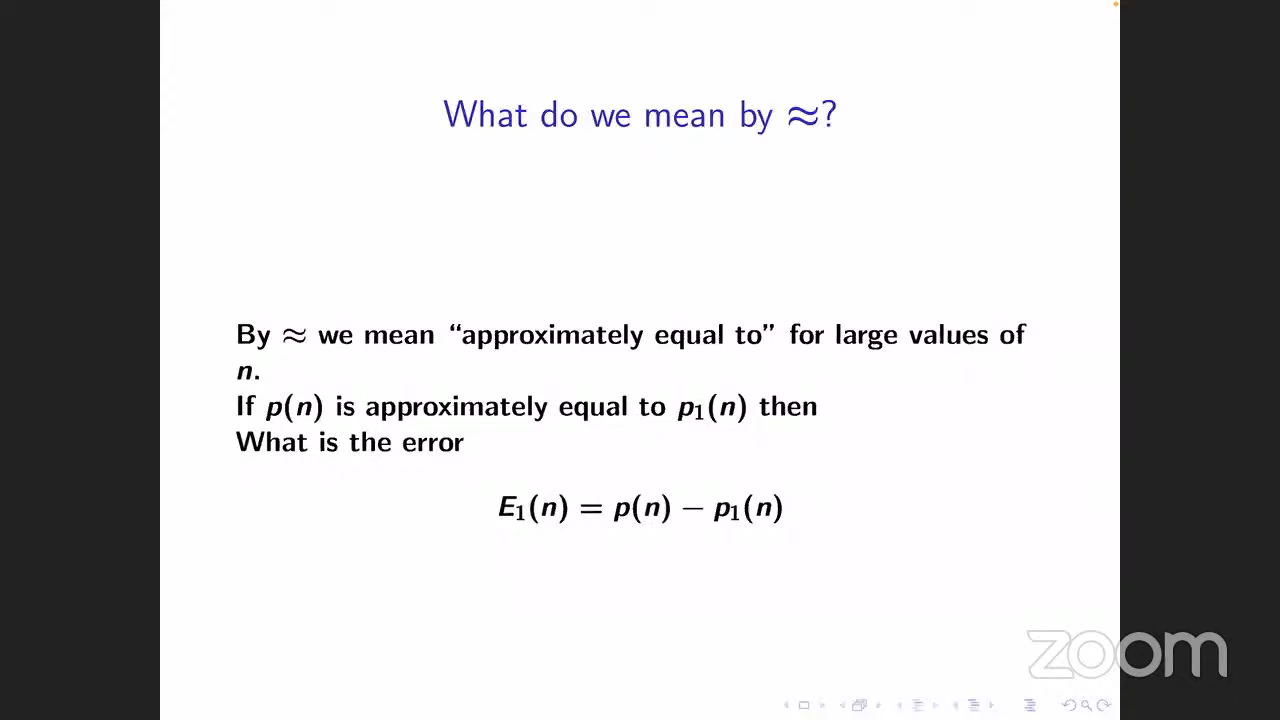 What do we mean by ≈?
By ≈ we mean “approximately equal to” for large values of
n.
If p(n) is approximately equal to p₁(n) then
What is the error
E₁(n) = p(n) − p₁(n)
zoom